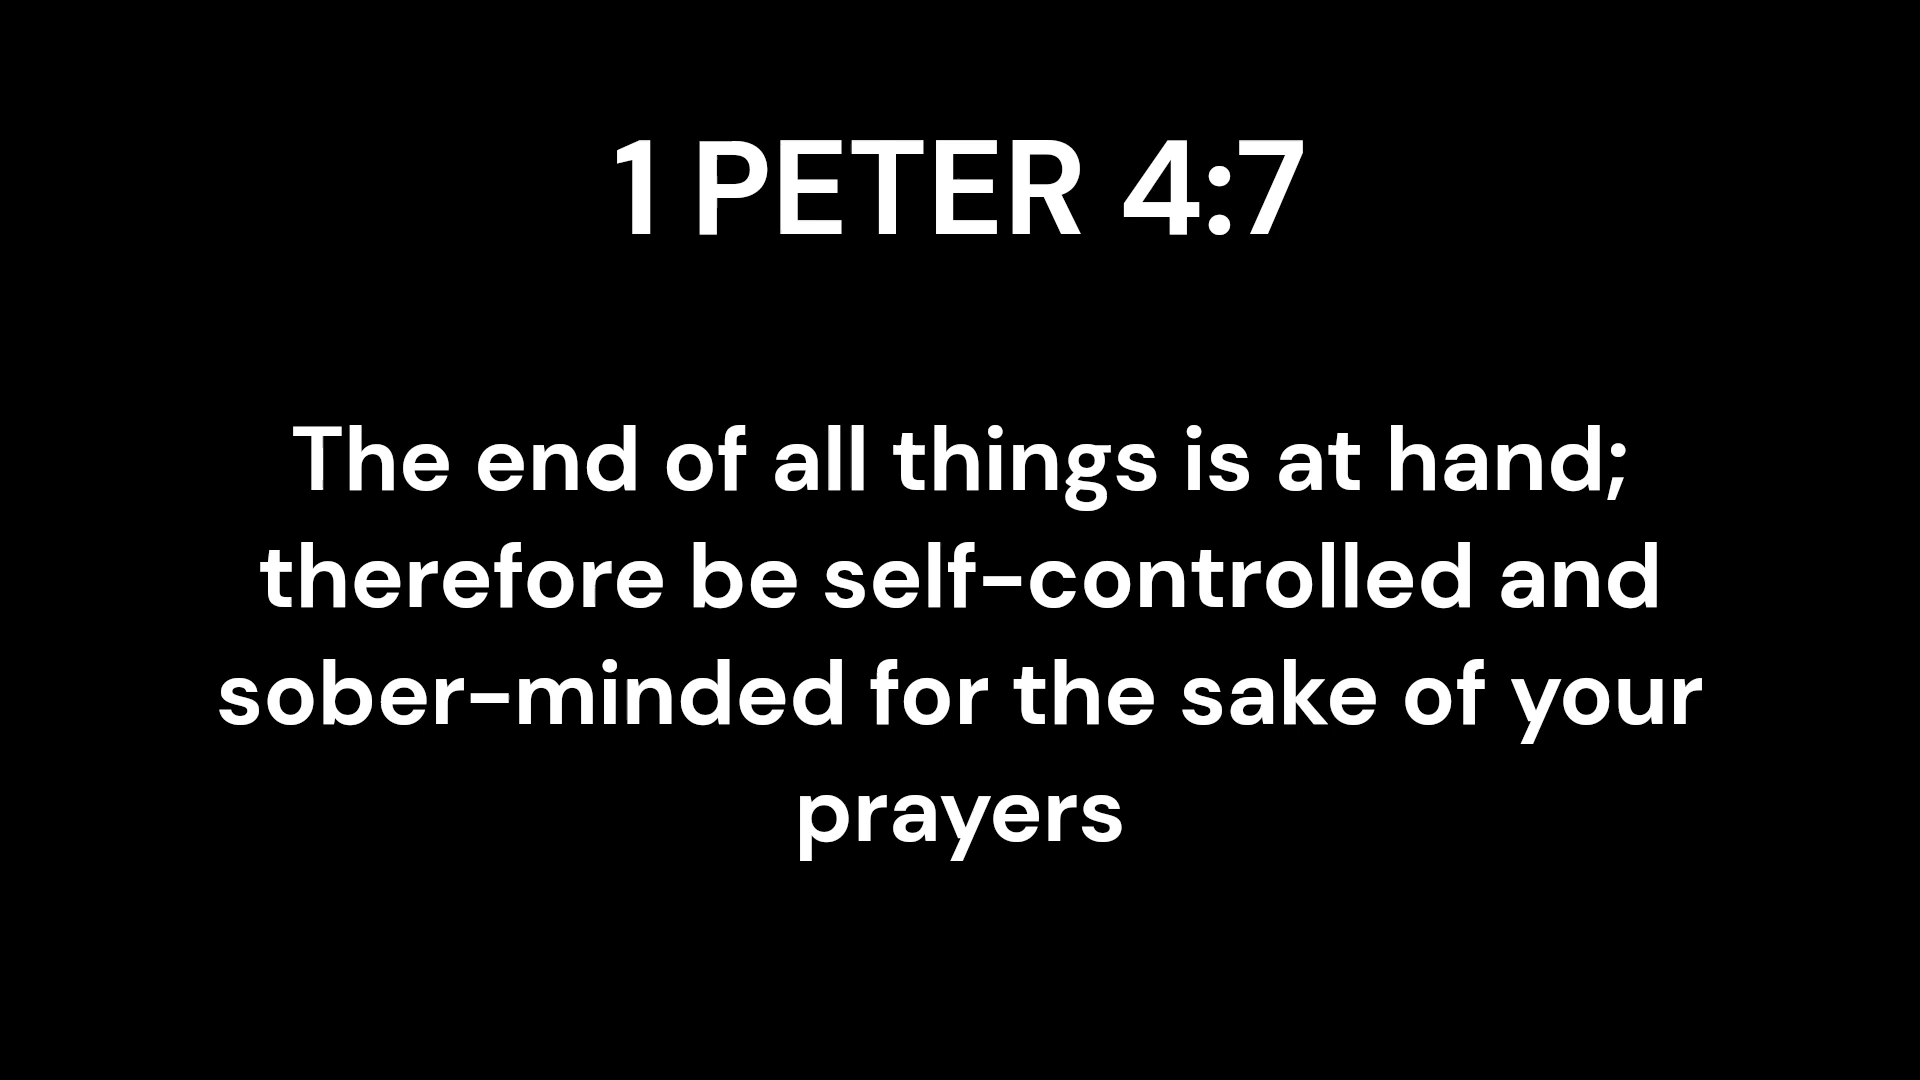 1 PETER 4:7
The end of all things is at hand;
therefore be self-controlled and
sober-minded for the sake of your
prayers